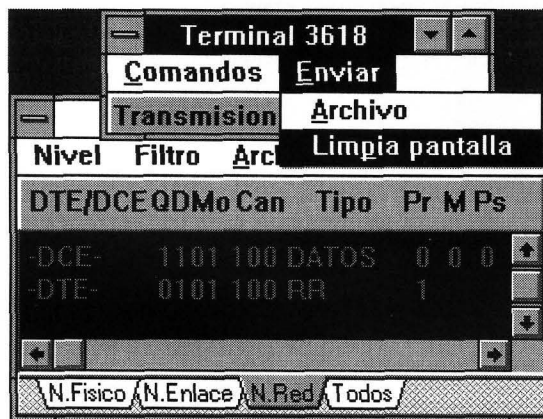 Terminal 3618
Comandos Enviar
Transmision Archivo
Limpia pantalla
Nivel Filtro Arc
DTE/DCE QDMo Can Tipo Pr M Ps
-DCE- 1101 100 DATOS 0 0 0
-DTE- 0101 100 RR 1
N.Fisico N.Enlace N.Red Todos